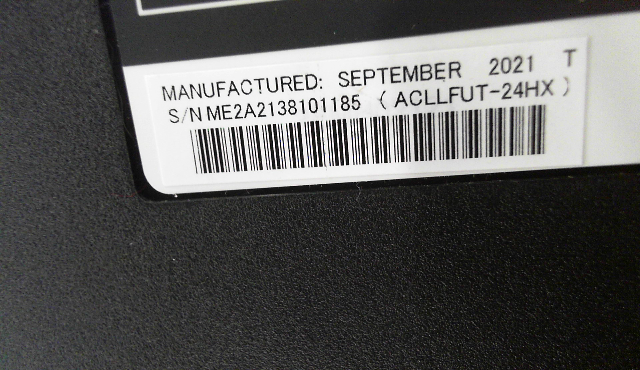 MANUFACTURED: SEPTEMBER 2021 T
S/N ME2A2138101185 (ACLLFUT-24HX)